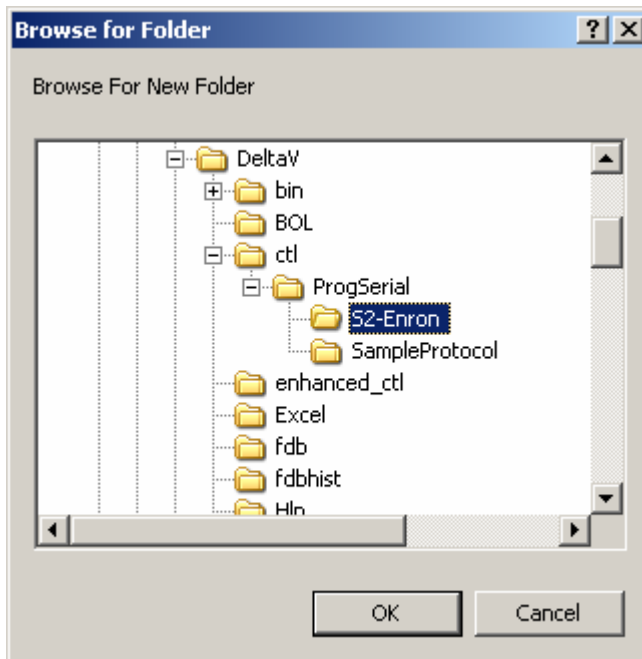 Browse for Folder
Browse For New Folder
DeltaV
bin
BOL
ctl
ProgSerial
S2-Enron
SampleProtocol
enhanced_ctl
Excel
fdb
fdbhist
Hlp
OK Cancel